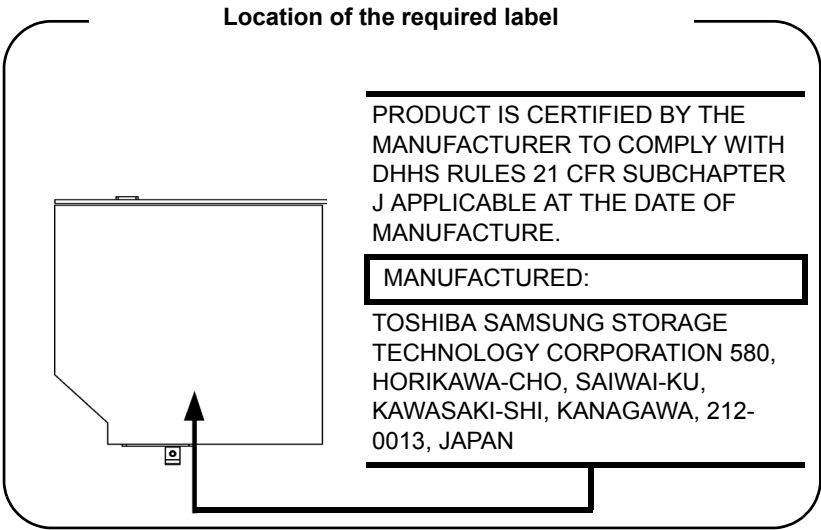 Location of the required label
PRODUCT IS CERTIFIED BY THE
MANUFACTURER TO COMPLY WITH
DHHS RULES 21 CFR SUBCHAPTER
J APPLICABLE AT THE DATE OF
MANUFACTURE.
MANUFACTURED:
TOSHIBA SAMSUNG STORAGE
TECHNOLOGY CORPORATION 580,
HORIKAWA-CHO, SAIWAI-KU,
KAWASAKI-SHI, KANAGAWA, 212-
0013, JAPAN